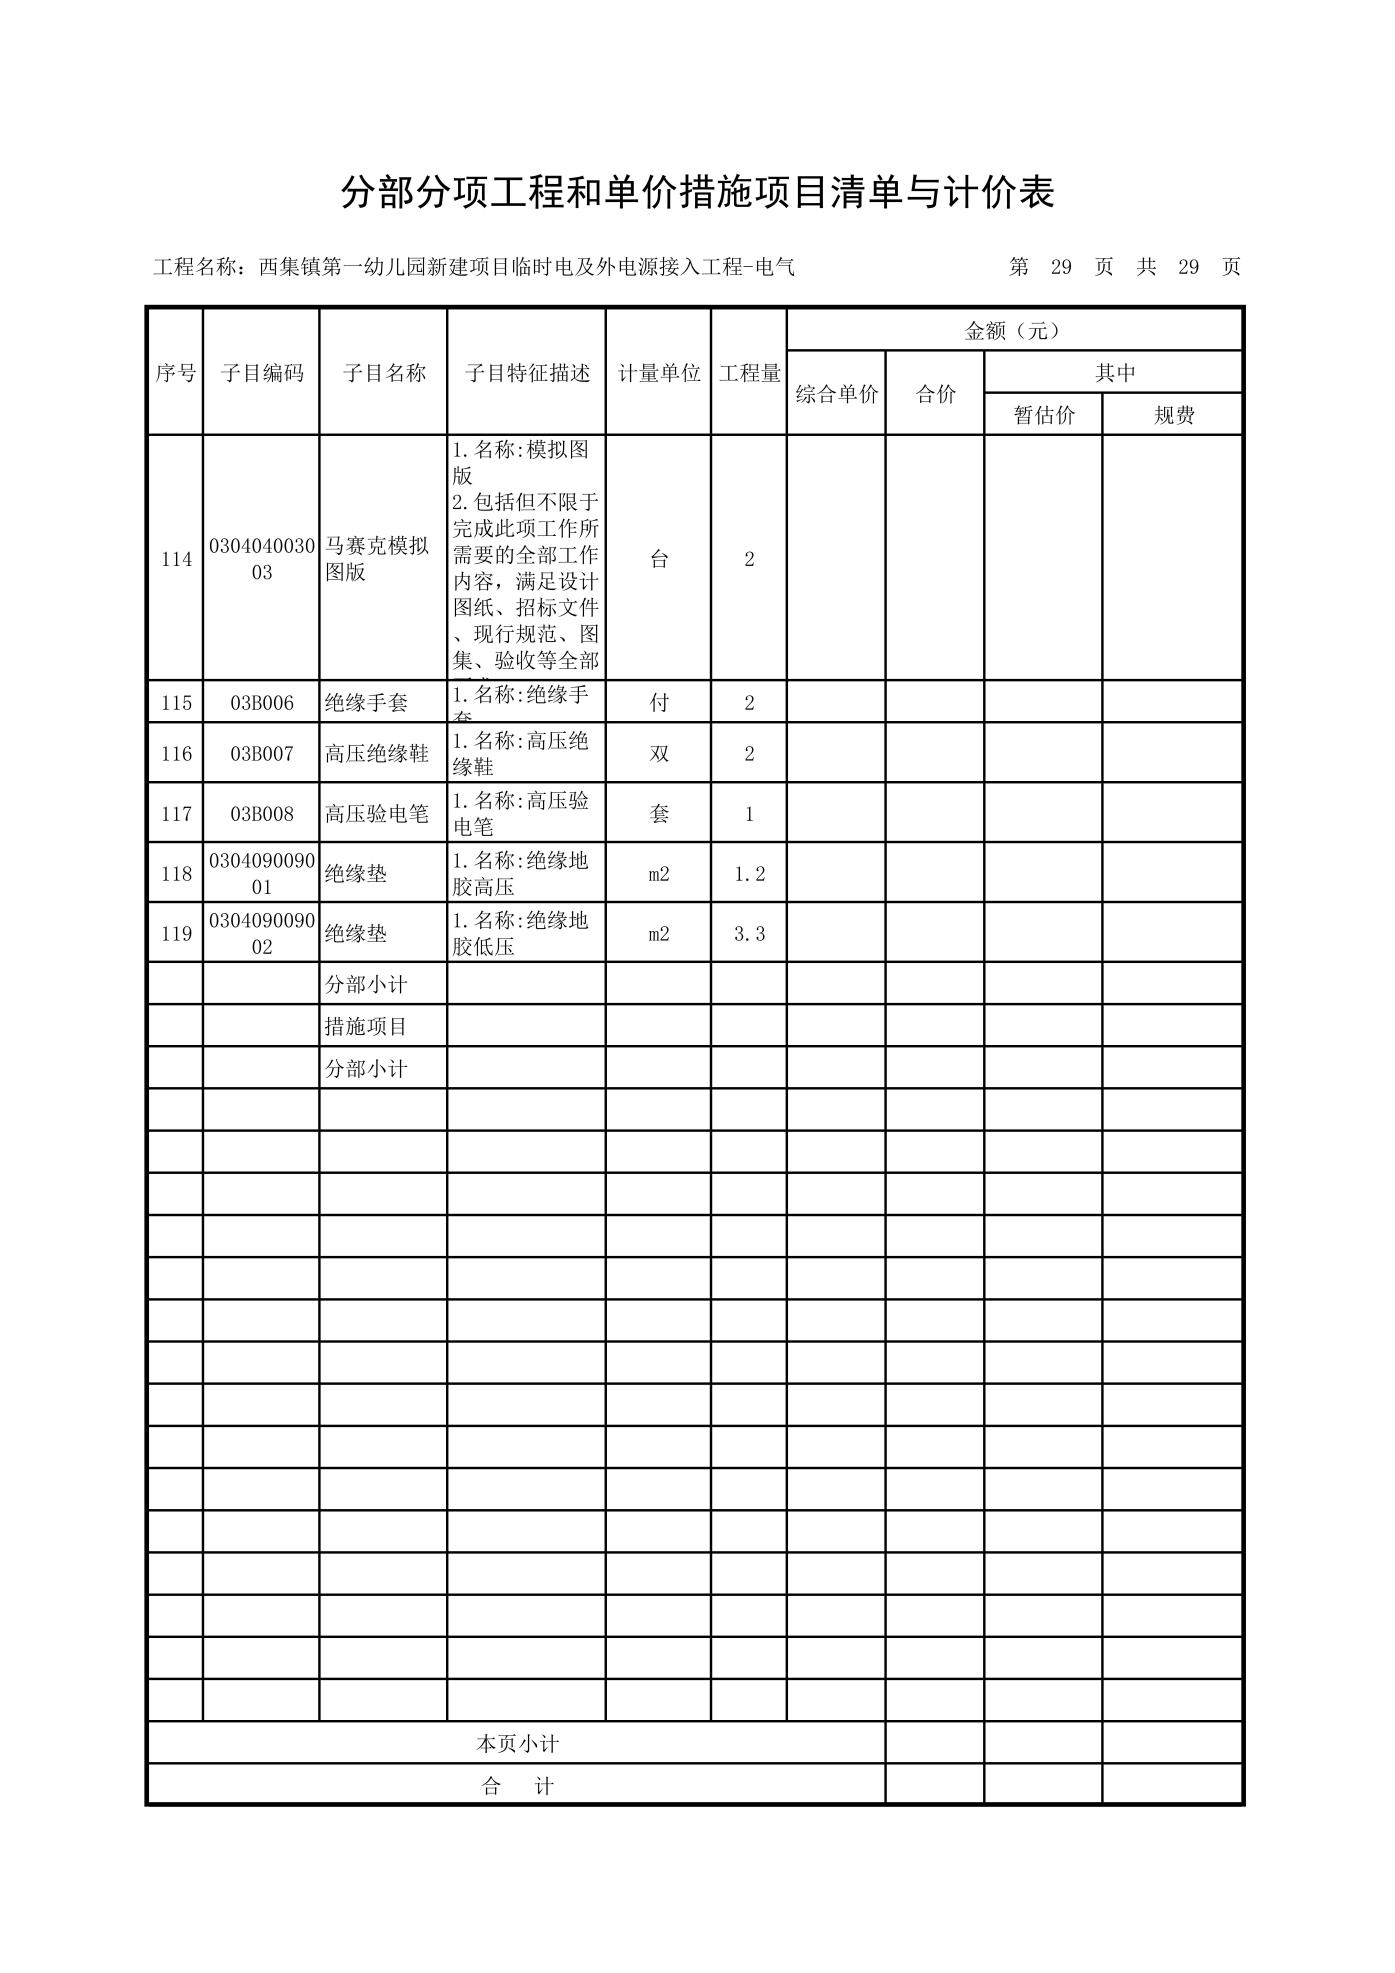 分部分项工程和单价措施项目清单与计价表
工程名称：西集镇第一幼儿园新建项目临时电及外电源接入工程-电气 第 29 页 共 29 页
序号 子目编码 子目名称 子目特征描述 计量单位 工程量 金额（元）
综合单价 合价 其中
暂估价 规费
114 0304040030
03 马赛克模拟
图版 1.名称:模拟图
版
2.包括但不限于
完成此项工作所
需要的全部工作
内容，满足设计
图纸、招标文件
、现行规范、图
集、验收等全部
台 2
115 03B006 绝缘手套 1.名称:绝缘手
套 付 2
116 03B007 高压绝缘鞋 1.名称:高压绝
缘鞋 双 2
117 03B008 高压验电笔 1.名称:高压验
电笔 套 1
118 0304090090
01 绝缘垫 1.名称:绝缘地
胶高压 m2 1.2
119 0304090090
02 绝缘垫 1.名称:绝缘地
胶低压 m2 3.3
分部小计
措施项目
分部小计
本页小计
合 计